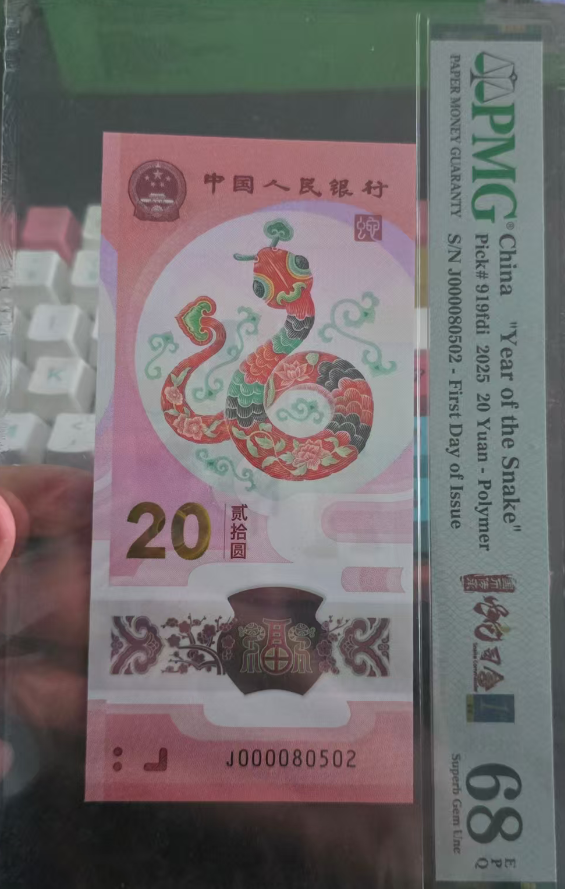 中国人民银行
20
贰拾圆
福
J000080502
PMG®
PAPER MONEY GUARANTY
China "Year of the Snake"
Pick# 919fdi 2025 20 Yuan - Polymer
S/N J000080502 - First Day of Issue
68
EPQ
Superb Gem Unc